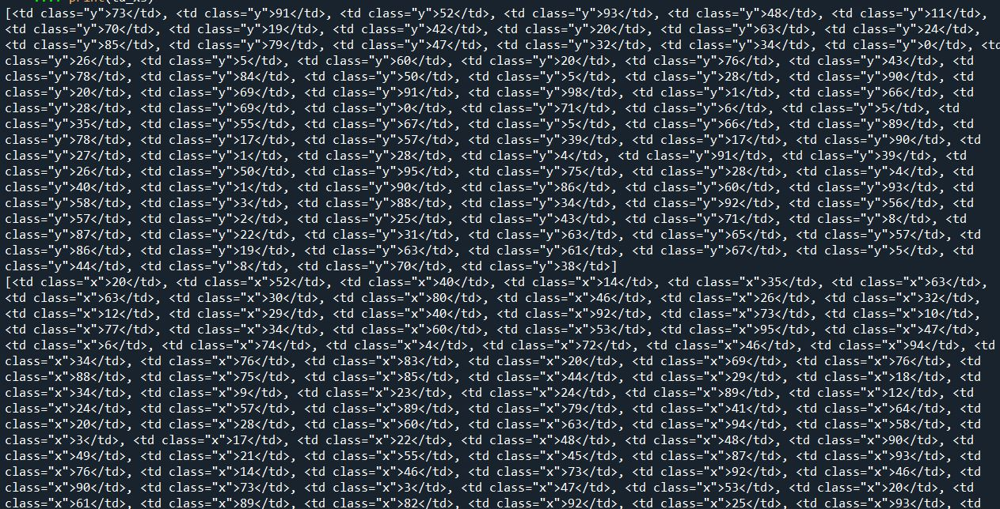 print(td_xs)
[<td class="y">73</td>, <td class="y">91</td>, <td class="y">52</td>, <td class="y">93</td>, <td class="y">48</td>, <td class="y">11</td>,
<td class="y">70</td>, <td class="y">19</td>, <td class="y">42</td>, <td class="y">20</td>, <td class="y">63</td>, <td class="y">24</td>,
<td class="y">85</td>, <td class="y">79</td>, <td class="y">47</td>, <td class="y">32</td>, <td class="y">34</td>, <td class="y">0</td>, <td
class="y">26</td>, <td class="y">5</td>, <td class="y">60</td>, <td class="y">20</td>, <td class="y">76</td>, <td class="y">43</td>, <td
class="y">78</td>, <td class="y">84</td>, <td class="y">50</td>, <td class="y">5</td>, <td class="y">28</td>, <td class="y">90</td>, <td
class="y">20</td>, <td class="y">69</td>, <td class="y">91</td>, <td class="y">98</td>, <td class="y">1</td>, <td class="y">66</td>, <td
class="y">28</td>, <td class="y">69</td>, <td class="y">0</td>, <td class="y">71</td>, <td class="y">6</td>, <td class="y">5</td>, <td
class="y">35</td>, <td class="y">55</td>, <td class="y">67</td>, <td class="y">5</td>, <td class="y">66</td>, <td class="y">89</td>, <td
class="y">78</td>, <td class="y">17</td>, <td class="y">57</td>, <td class="y">39</td>, <td class="y">17</td>, <td class="y">90</td>, <td
class="y">27</td>, <td class="y">1</td>, <td class="y">28</td>, <td class="y">4</td>, <td class="y">91</td>, <td class="y">39</td>, <td
class="y">26</td>, <td class="y">50</td>, <td class="y">95</td>, <td class="y">75</td>, <td class="y">28</td>, <td class="y">4</td>, <td
class="y">40</td>, <td class="y">1</td>, <td class="y">90</td>, <td class="y">86</td>, <td class="y">60</td>, <td class="y">93</td>, <td
class="y">58</td>, <td class="y">3</td>, <td class="y">88</td>, <td class="y">34</td>, <td class="y">92</td>, <td class="y">56</td>, <td
class="y">57</td>, <td class="y">2</td>, <td class="y">25</td>, <td class="y">43</td>, <td class="y">71</td>, <td class="y">8</td>, <td
class="y">87</td>, <td class="y">22</td>, <td class="y">31</td>, <td class="y">63</td>, <td class="y">65</td>, <td class="y">57</td>, <td
class="y">86</td>, <td class="y">19</td>, <td class="y">63</td>, <td class="y">61</td>, <td class="y">67</td>, <td class="y">5</td>, <td
class="y">44</td>, <td class="y">8</td>, <td class="y">70</td>, <td class="y">38</td>]
[<td class="x">20</td>, <td class="x">52</td>, <td class="x">40</td>, <td class="x">14</td>, <td class="x">35</td>, <td class="x">63</td>,
<td class="x">63</td>, <td class="x">30</td>, <td class="x">80</td>, <td class="x">46</td>, <td class="x">26</td>, <td class="x">32</td>,
<td class="x">12</td>, <td class="x">29</td>, <td class="x">40</td>, <td class="x">92</td>, <td class="x">73</td>, <td class="x">10</td>,
<td class="x">77</td>, <td class="x">34</td>, <td class="x">60</td>, <td class="x">53</td>, <td class="x">95</td>, <td class="x">47</td>,
<td class="x">6</td>, <td class="x">74</td>, <td class="x">4</td>, <td class="x">72</td>, <td class="x">46</td>, <td class="x">94</td>, <td
class="x">34</td>, <td class="x">76</td>, <td class="x">83</td>, <td class="x">20</td>, <td class="x">69</td>, <td class="x">76</td>, <td
class="x">88</td>, <td class="x">75</td>, <td class="x">85</td>, <td class="x">44</td>, <td class="x">29</td>, <td class="x">18</td>, <td
class="x">34</td>, <td class="x">9</td>, <td class="x">23</td>, <td class="x">24</td>, <td class="x">89</td>, <td class="x">12</td>, <td
class="x">24</td>, <td class="x">57</td>, <td class="x">89</td>, <td class="x">79</td>, <td class="x">41</td>, <td class="x">64</td>, <td
class="x">20</td>, <td class="x">28</td>, <td class="x">60</td>, <td class="x">63</td>, <td class="x">94</td>, <td class="x">58</td>, <td
class="x">3</td>, <td class="x">17</td>, <td class="x">22</td>, <td class="x">48</td>, <td class="x">48</td>, <td class="x">90</td>, <td
class="x">49</td>, <td class="x">21</td>, <td class="x">55</td>, <td class="x">45</td>, <td class="x">87</td>, <td class="x">93</td>, <td
class="x">76</td>, <td class="x">14</td>, <td class="x">46</td>, <td class="x">73</td>, <td class="x">92</td>, <td class="x">46</td>, <td
class="x">90</td>, <td class="x">73</td>, <td class="x">3</td>, <td class="x">47</td>, <td class="x">53</td>, <td class="x">20</td>, <td
class="x">61</td>, <td class="x">89</td>, <td class="x">82</td>, <td class="x">92</td>, <td class="x">25</td>, <td class="x">93</td>, <td